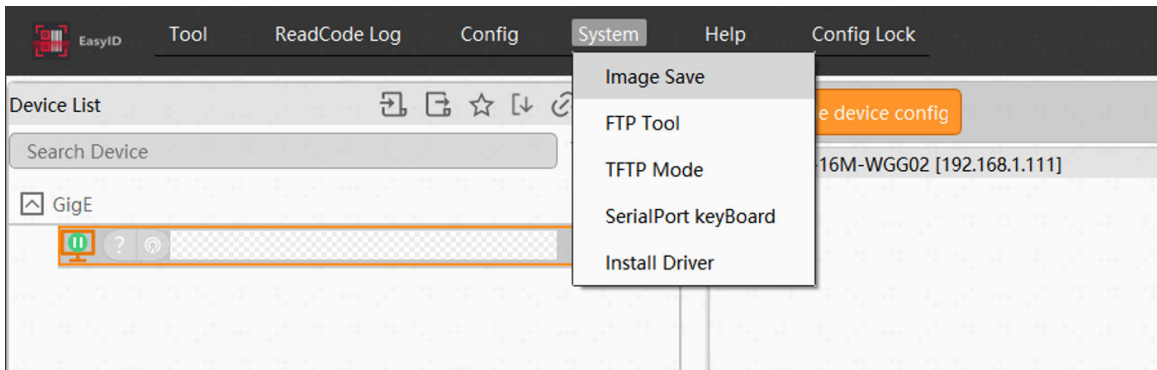 EasyID Tool ReadCode Log Config System Help Config Lock
Image Save
Device List
FTP Tool
e device config
Search Device
TFTP Mode
-16M-WGG02 [192.168.1.111]
GigE
SerialPort keyBoard
?
Install Driver